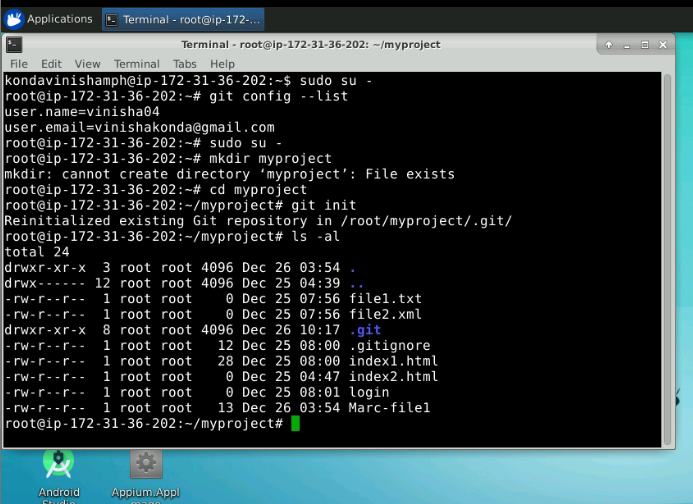 Applications
Terminal - root@ip-172-...
Terminal - root@ip-172-31-36-202: ~/myproject
File Edit View Terminal Tabs Help
kondavinishamph@ip-172-31-36-202:~$ sudo su -
root@ip-172-31-36-202:~# git config --list
user.name=vinisha04
user.email=vinishakonda@gmail.com
root@ip-172-31-36-202:~# sudo su -
root@ip-172-31-36-202:~# mkdir myproject
mkdir: cannot create directory ‘myproject’: File exists
root@ip-172-31-36-202:~# cd myproject
root@ip-172-31-36-202:~/myproject# git init
Reinitialized existing Git repository in /root/myproject/.git/
root@ip-172-31-36-202:~/myproject# ls -al
total 24
drwxr-xr-x  3 root root 4096 Dec 26 03:54 .
drwx------ 12 root root 4096 Dec 25 04:39 ..
-rw-r--r--  1 root root    0 Dec 25 07:56 file1.txt
-rw-r--r--  1 root root    0 Dec 25 07:56 file2.xml
drwxr-xr-x  8 root root 4096 Dec 26 10:17 .git
-rw-r--r--  1 root root   12 Dec 25 08:00 .gitignore
-rw-r--r--  1 root root   28 Dec 25 08:00 index1.html
-rw-r--r--  1 root root    0 Dec 25 04:47 index2.html
-rw-r--r--  1 root root    0 Dec 25 08:01 login
-rw-r--r--  1 root root   13 Dec 26 03:54 Marc-file1
root@ip-172-31-36-202:~/myproject#
Android
Studio
Appium.AppI
mage